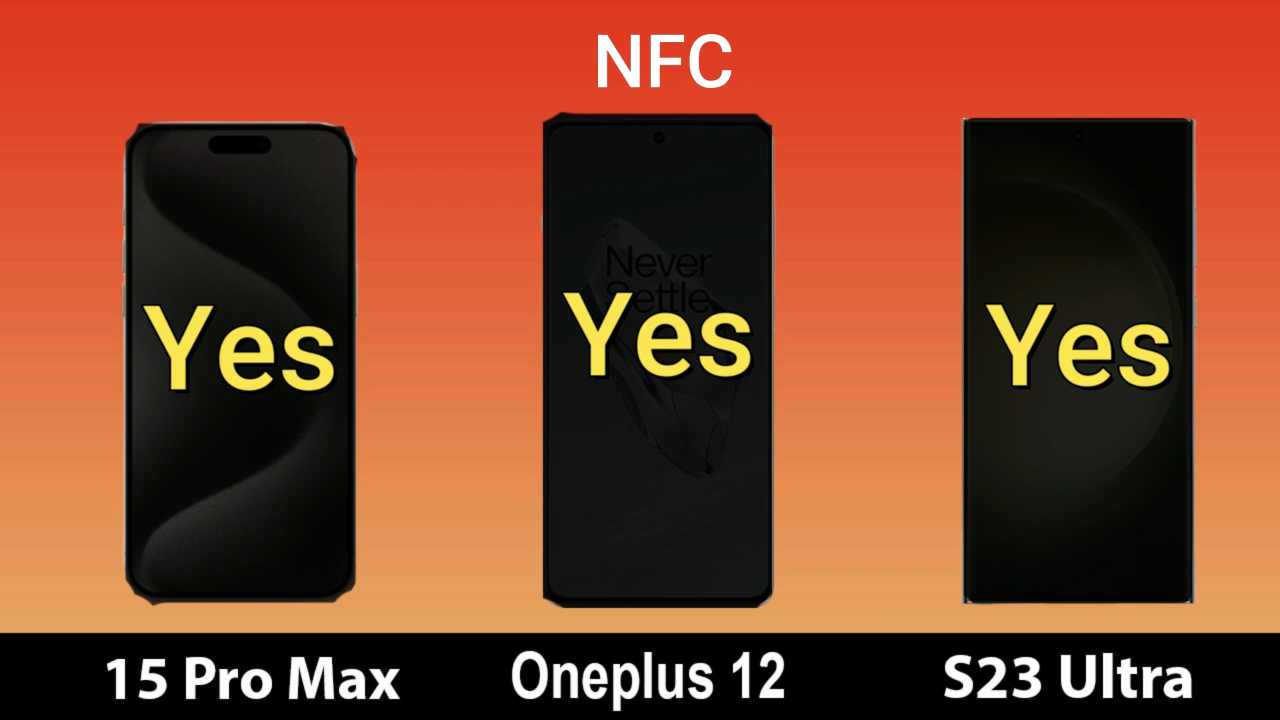 NFC
Never
Settle
Yes
Yes
Yes
15 Pro Max
Oneplus 12
S23 Ultra